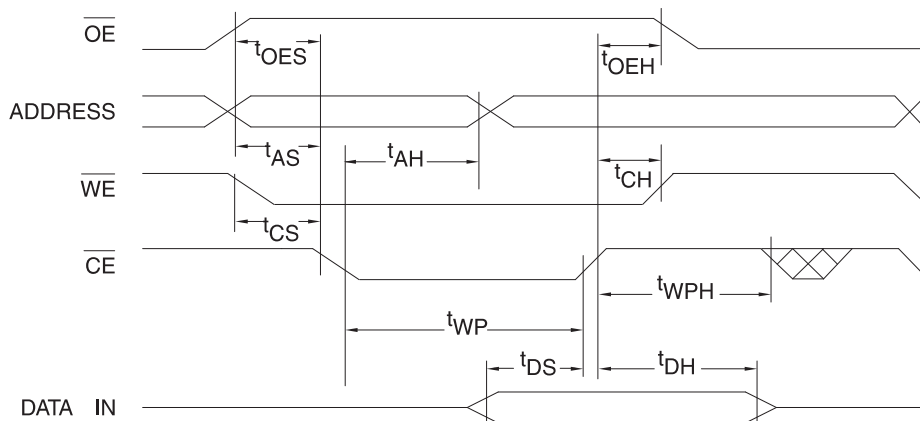 OE
tOES
tOEH
ADDRESS
tAS
tAH
WE
tCH
tCS
CE
tWPH
tWP
tDS
tDH
DATA IN